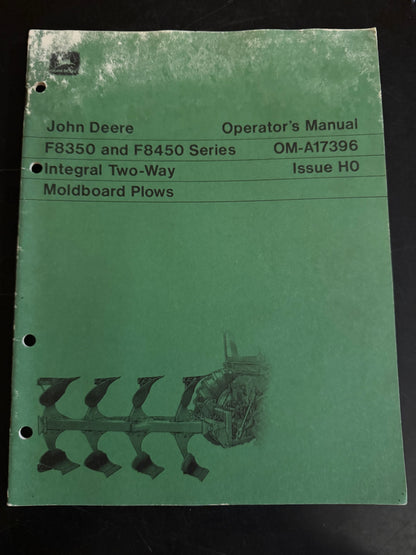 John Deere Operator's Manual
F8350 and F8450 Series OM-A17396
Integral Two-Way Issue H0
Moldboard Plows